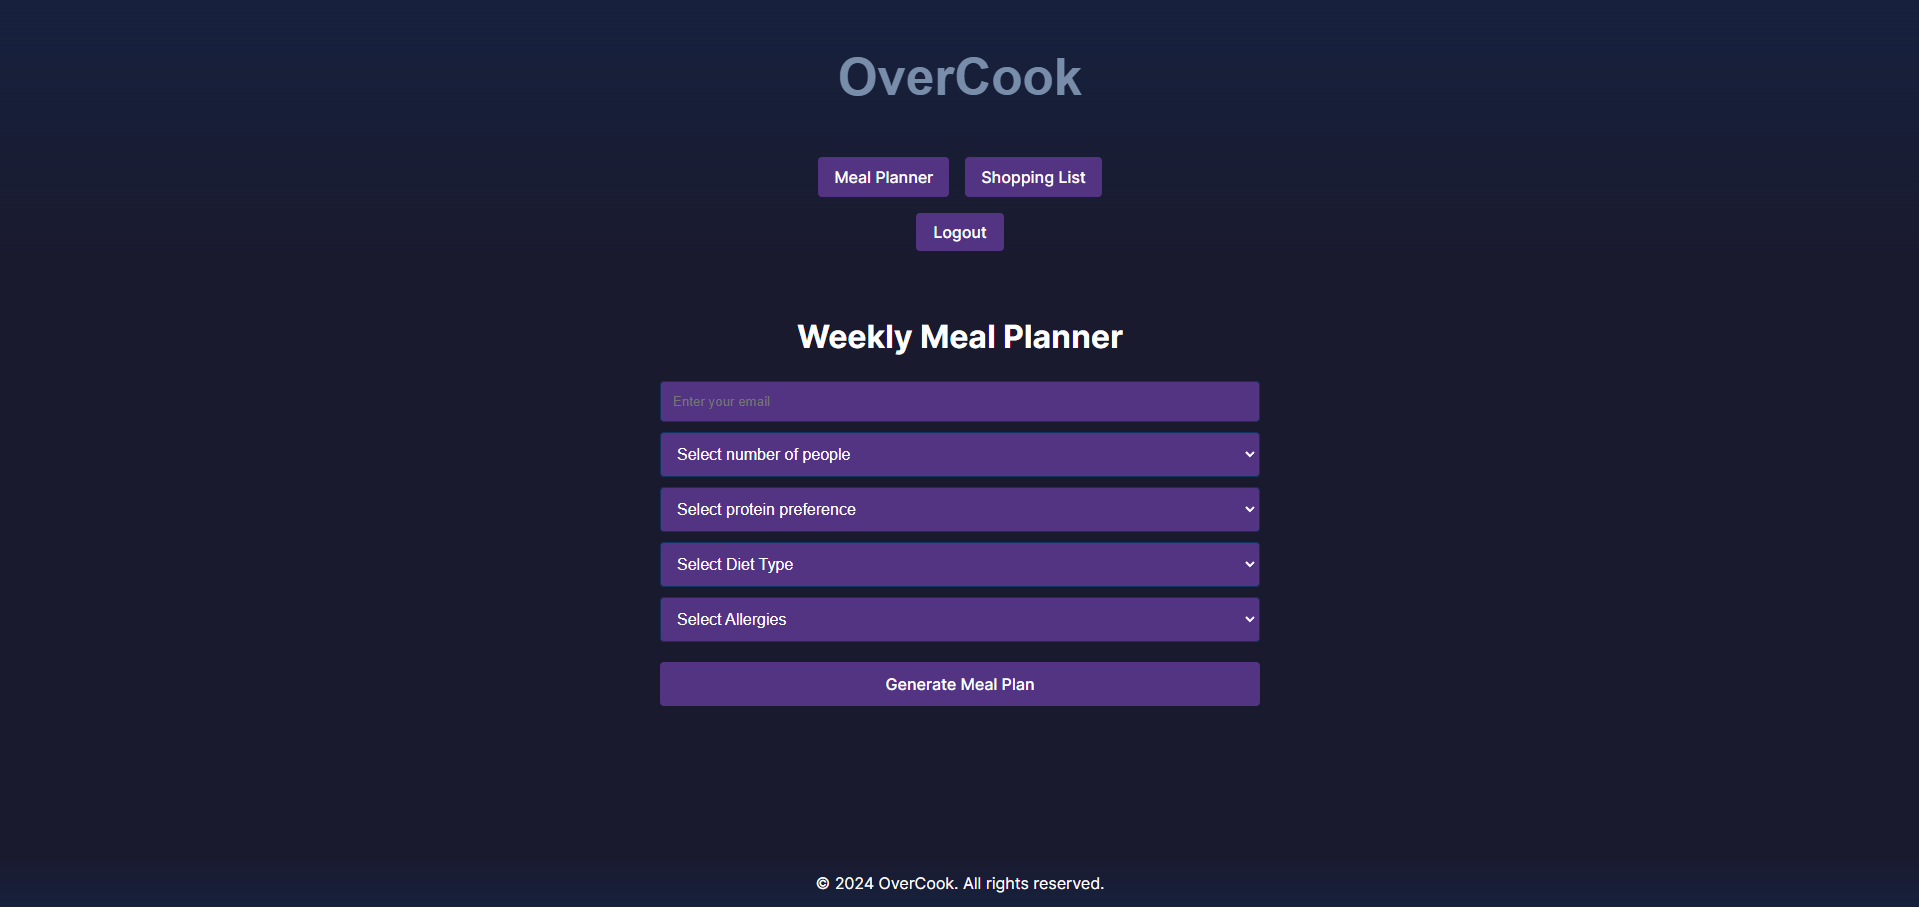 OverCook
Meal Planner Shopping List
Logout
Weekly Meal Planner
Enter your email
Select number of people
Select protein preference
Select Diet Type
Select Allergies
Generate Meal Plan
© 2024 OverCook. All rights reserved.